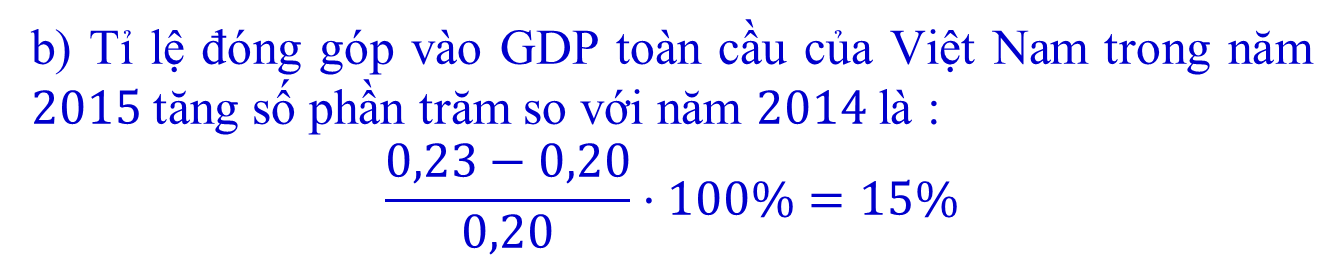 b) Tỉ lệ đóng góp vào GDP toàn cầu của Việt Nam trong năm
2015 tăng số phần trăm so với năm 2014 là :
0,23 − 0,20
0,20
· 100% = 15%